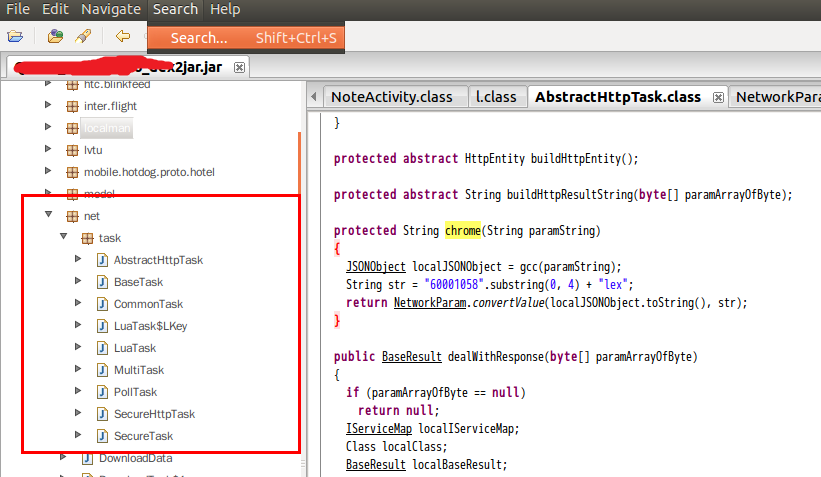 File Edit Navigate Search Help
Search... Shift+Ctrl+S
2jar.jar
htc.blinkfeed
inter.flight
localman
lvtu
mobile.hotdog.proto.hotel
model
net
task
AbstractHttpTask
BaseTask
CommonTask
LuaTask$LKey
LuaTask
MultiTask
PollTask
SecureHttpTask
SecureTask
DownloadData
NoteActivity.class l.class AbstractHttpTask.class NetworkPara
}
protected abstract HttpEntity buildHttpEntity();
protected abstract String buildHttpResultString(byte[] paramArrayOfByte);
protected String chrome(String paramString)
{
JSONObject localJSONObject = gcc(paramString);
String str = "60001058".substring(0, 4) + "lex";
return NetworkParam.convertValue(localJSONObject.toString(), str);
}
public BaseResult dealWithResponse(byte[] paramArrayOfByte)
{
if (paramArrayOfByte == null)
return null;
IServiceMap localIServiceMap;
Class localClass;
BaseResult localBaseResult;